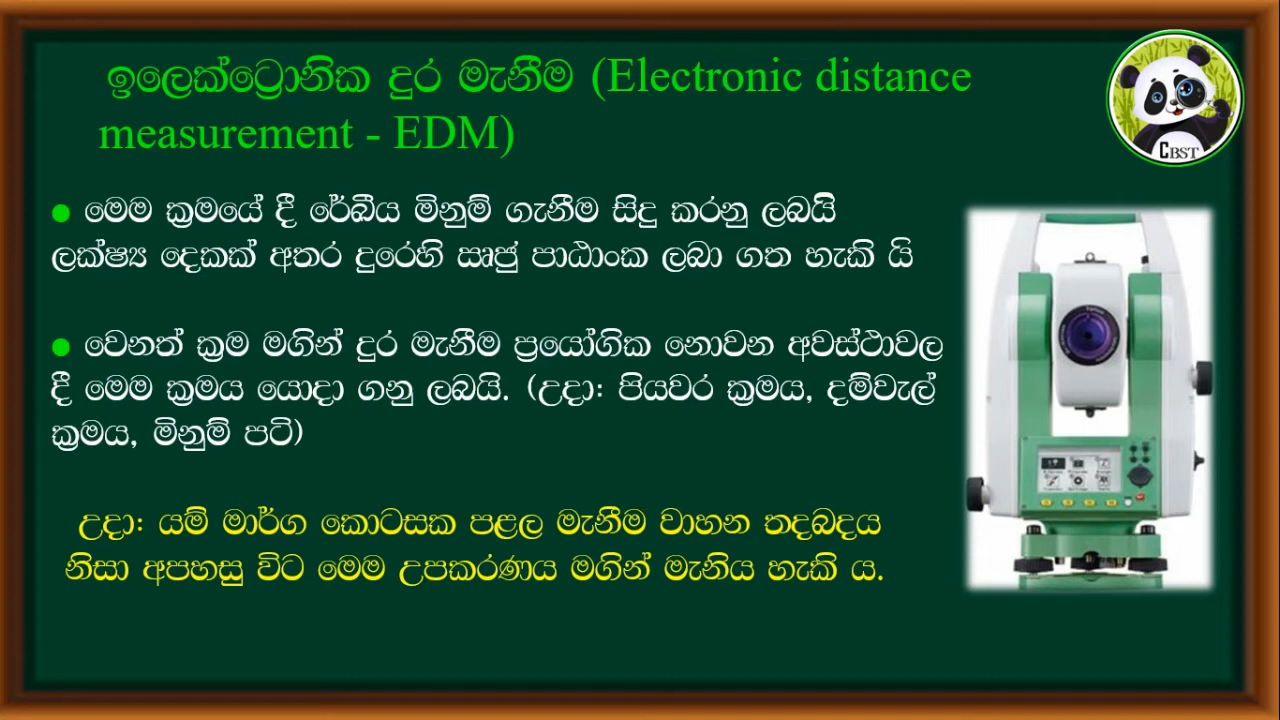 ඉලෙක්ට්‍රොනික දුර මැනීම (Electronic distance
measurement - EDM)
CBST
● මෙම ක්‍රමයේ දී රේඛීය මිනුම් ගැනීම සිදු කරනු ලබයි
ලක්ෂ්‍ය දෙකක් අතර දුරෙහි ඍජු පාඨාංක ලබා ගත හැකි යි
● වෙනත් ක්‍රම මගින් දුර මැනීම ප්‍රයෝගික නොවන අවස්ථාවල
දී මෙම ක්‍රමය යොදා ගනු ලබයි. (උදා: පියවර ක්‍රමය, දම්වැල්
ක්‍රමය, මිනුම් පටි)
උදා: යම් මාර්ග කොටසක පළල මැනීම වාහන තදබදය
නිසා අපහසු විට මෙම උපකරණය මගින් මැනිය හැකි ය.